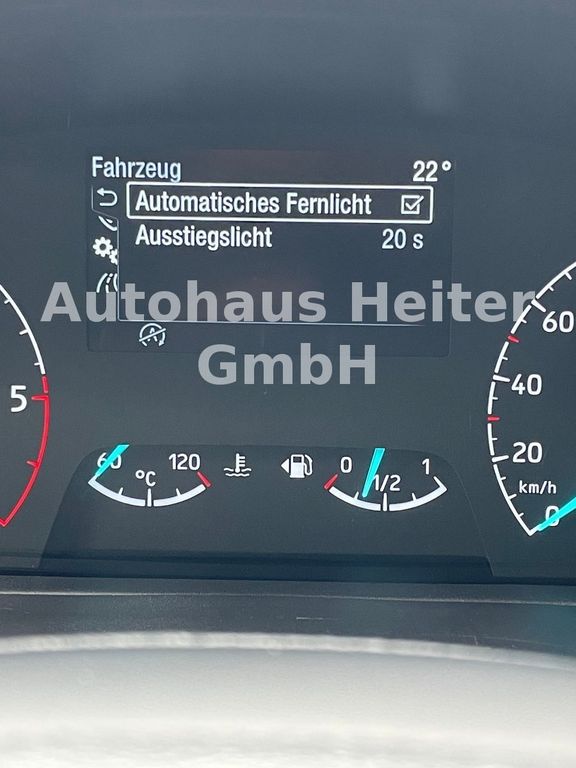 Fahrzeug 22°
Automatisches Fernlicht
Ausstiegslicht 20 s
Autohaus Heiter
GmbH
60
5
40
60 120 0 1
20
°C 1/2
km/h
0